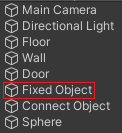 Main Camera
Directional Light
Floor
Wall
Door
Fixed Object
Connect Object
Sphere